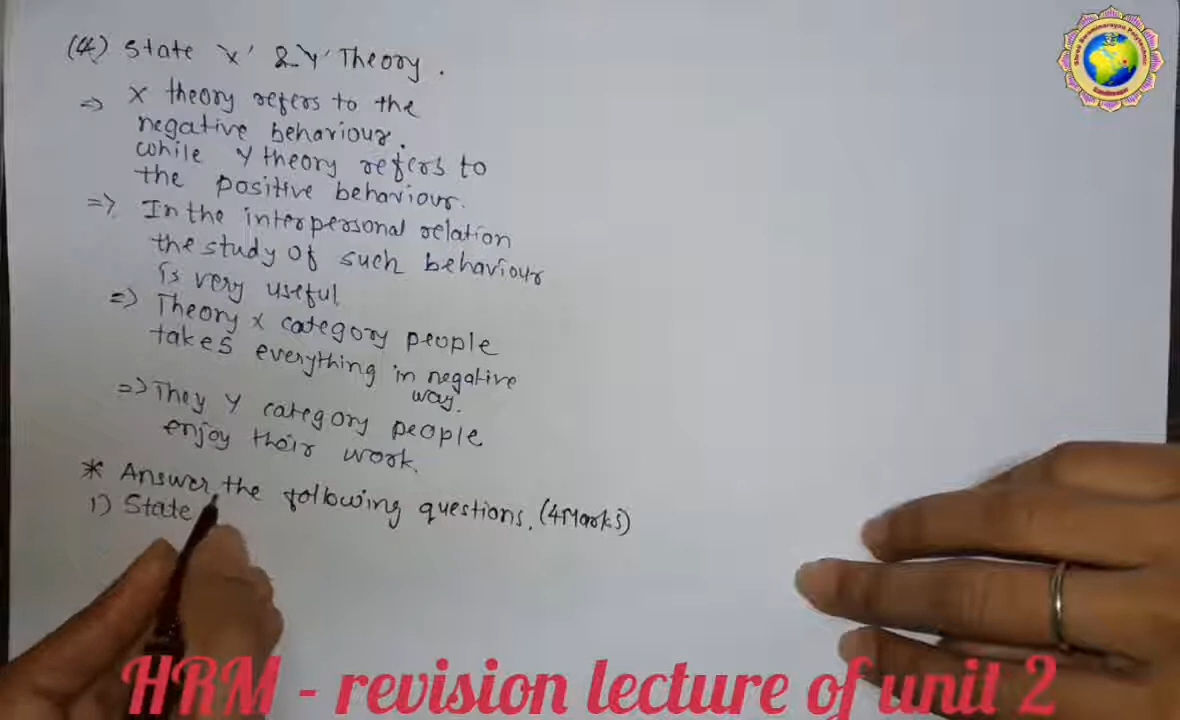 (4) State 'X' & 'Y' Theory.
=> X theory refers to the
negative behaviour.
while Y theory refers to
the positive behaviour.
=> In the interpersonal relation
the study of such behaviour
is very useful
=> Theory X category people
takes everything in negative
way.
=> They Y category people
enjoy their work.
* Answer the following questions. (4 Marks)
1) State
HRM - revision lecture of unit 2